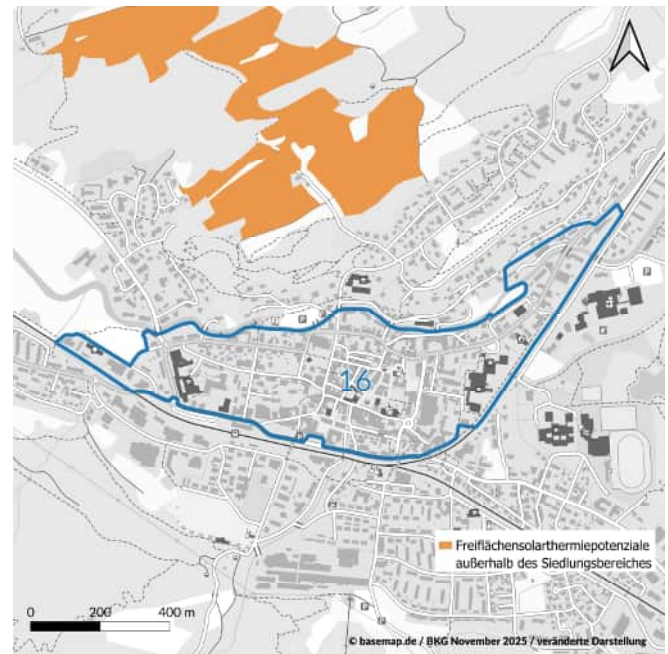 16
Freiflächensolarthermiepotenziale
außerhalb des Siedlungsbereiches
0 200 400 m
© basemap.de / BKG November 2025 / veränderte Darstellung